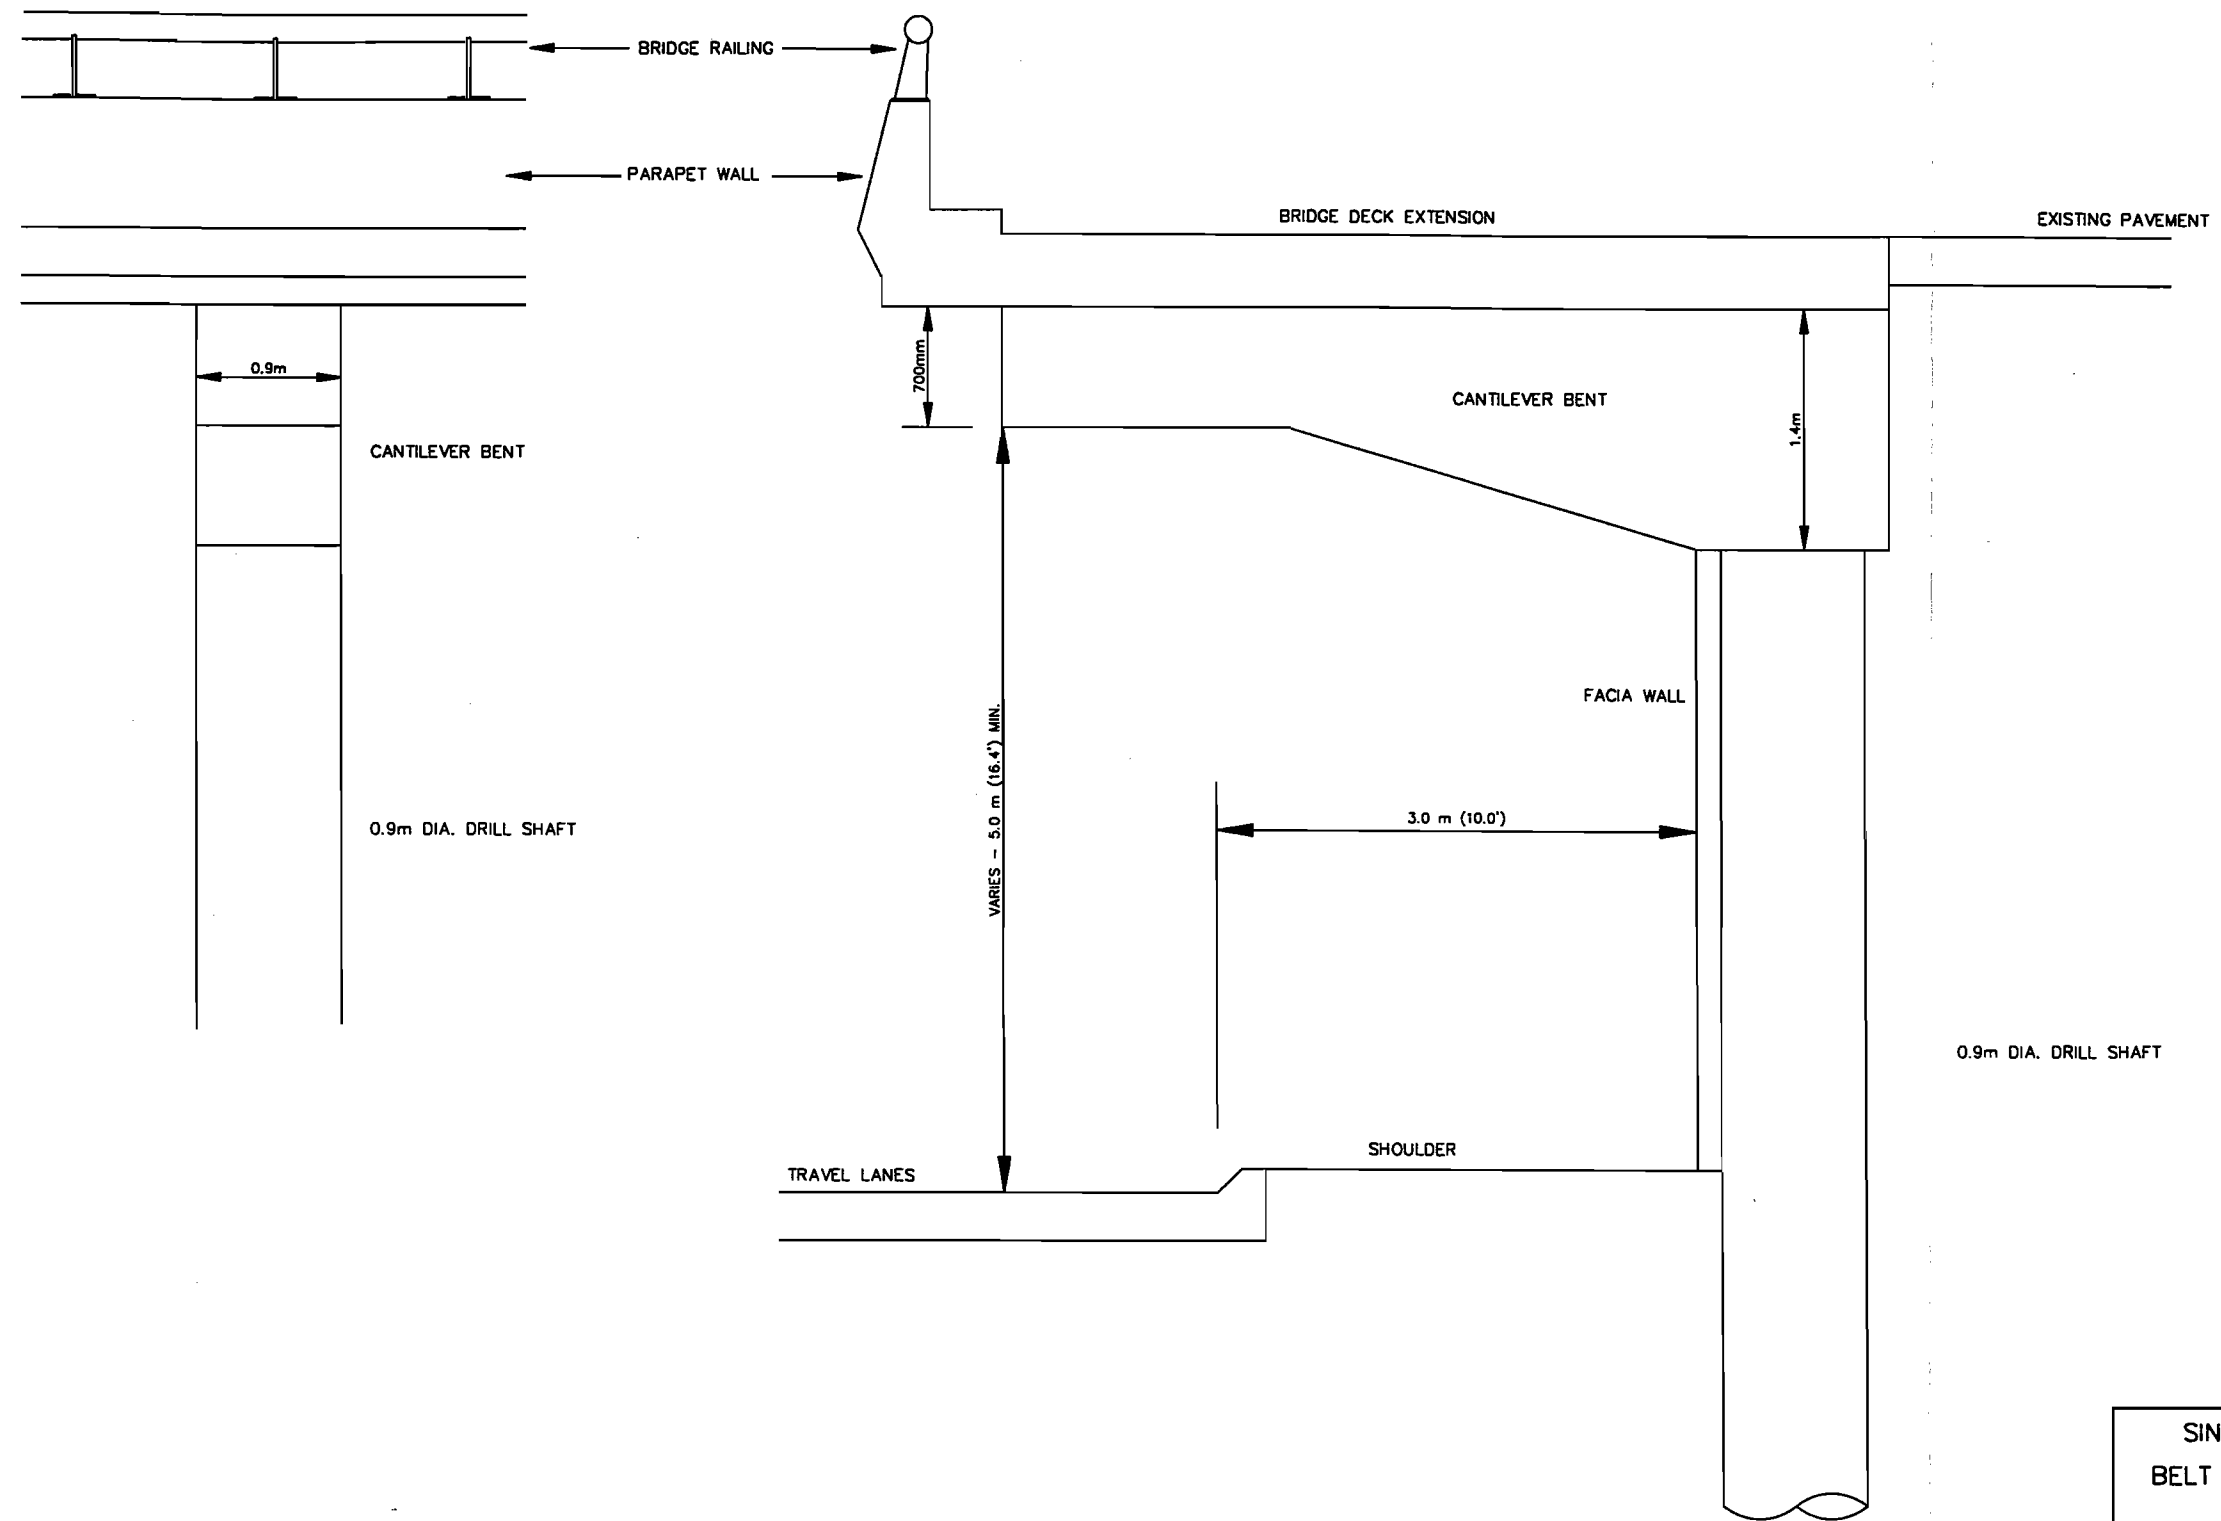 BRIDGE RAILING
PARAPET WALL
BRIDGE DECK EXTENSION
EXISTING PAVEMENT
0.9m
700mm
CANTILEVER BENT
1.4m
CANTILEVER BENT
FACIA WALL
VARIES - 5.0 m (16.4') MIN.
3.0 m (10.0')
0.9m DIA. DRILL SHAFT
0.9m DIA. DRILL SHAFT
SHOULDER
TRAVEL LANES
SIN
BELT